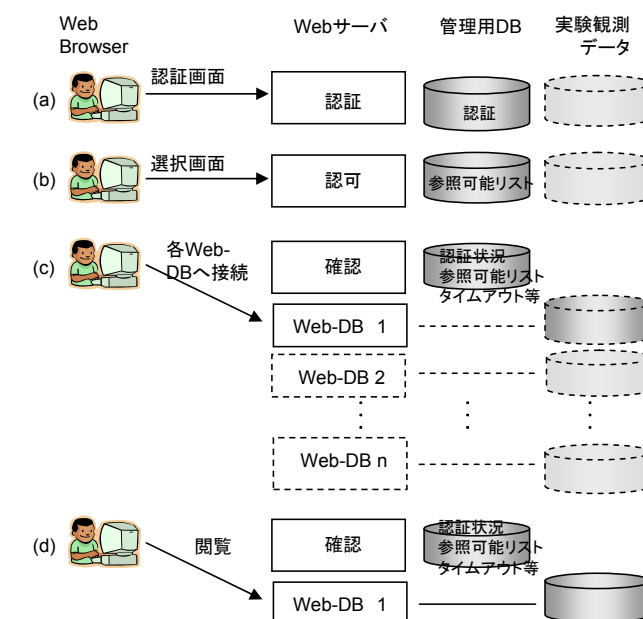 Web
Browser
Webサーバ
管理用DB
実験観測
データ
(a)
認証画面
認証
認証
(b)
選択画面
認可
参照可能リスト
(c)
各Web-
DBへ接続
確認
認証状況
参照可能リスト
タイムアウト等
Web-DB 1
Web-DB 2
Web-DB n
(d)
閲覧
確認
認証状況
参照可能リスト
タイムアウト等
Web-DB 1